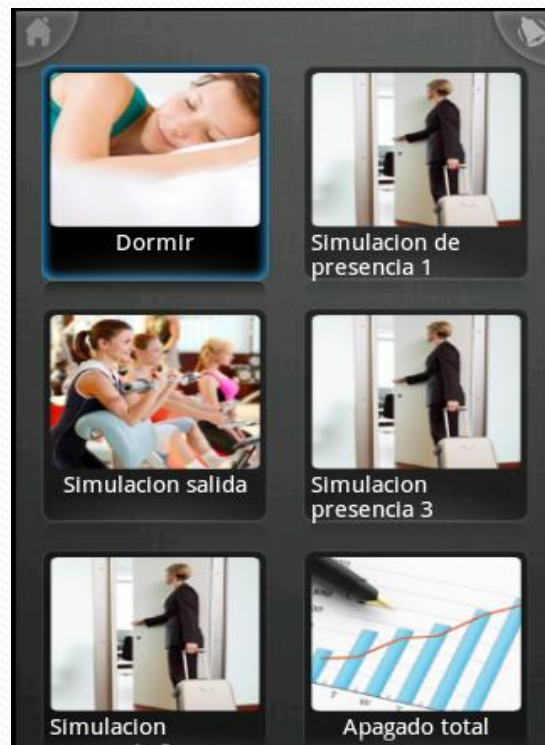 Dormir
Simulacion de
presencia 1
Simulacion salida
Simulacion
presencia 3
Simulacion
Apagado total